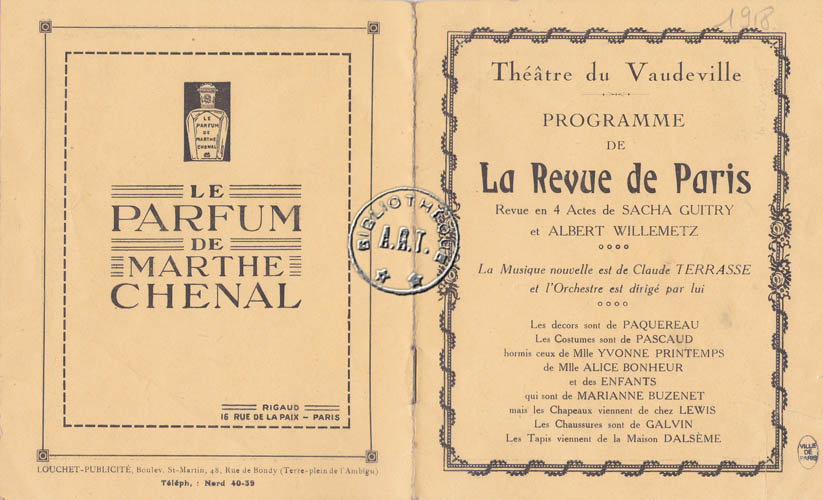 LE
PARFUM
DE
MARTHE
CHENAL
LE
PARFUM
DE
MARTHE
CHENAL
RIGAUD
16 RUE DE LA PAIX – PARIS
LOUCHET-PUBLICITÉ, Boulev. St-Martin, 48, Rue de Bondy (Terre-plein de l'Ambigu)
Téléph. : Nord 40-39
BIBLIOTHÈQUE
A.R.T.
1918
Théâtre du Vaudeville
PROGRAMME
DE
La Revue de Paris
Revue en 4 Actes de SACHA GUITRY
et ALBERT WILLEMETZ
La Musique nouvelle est de Claude TERRASSE
et l'Orchestre est dirigé par lui
Les decors sont de PAQUEREAU
Les Costumes sont de PASCAUD
hormis ceux de Mlle YVONNE PRINTEMPS
de Mlle ALICE BONHEUR
et des ENFANTS
qui sont de MARIANNE BUZENET
mais les Chapeaux viennent de chez LEWIS
Les Chaussures sont de GALVIN
Les Tapis viennent de la Maison DALSÈME
VILLE
DE
PARIS